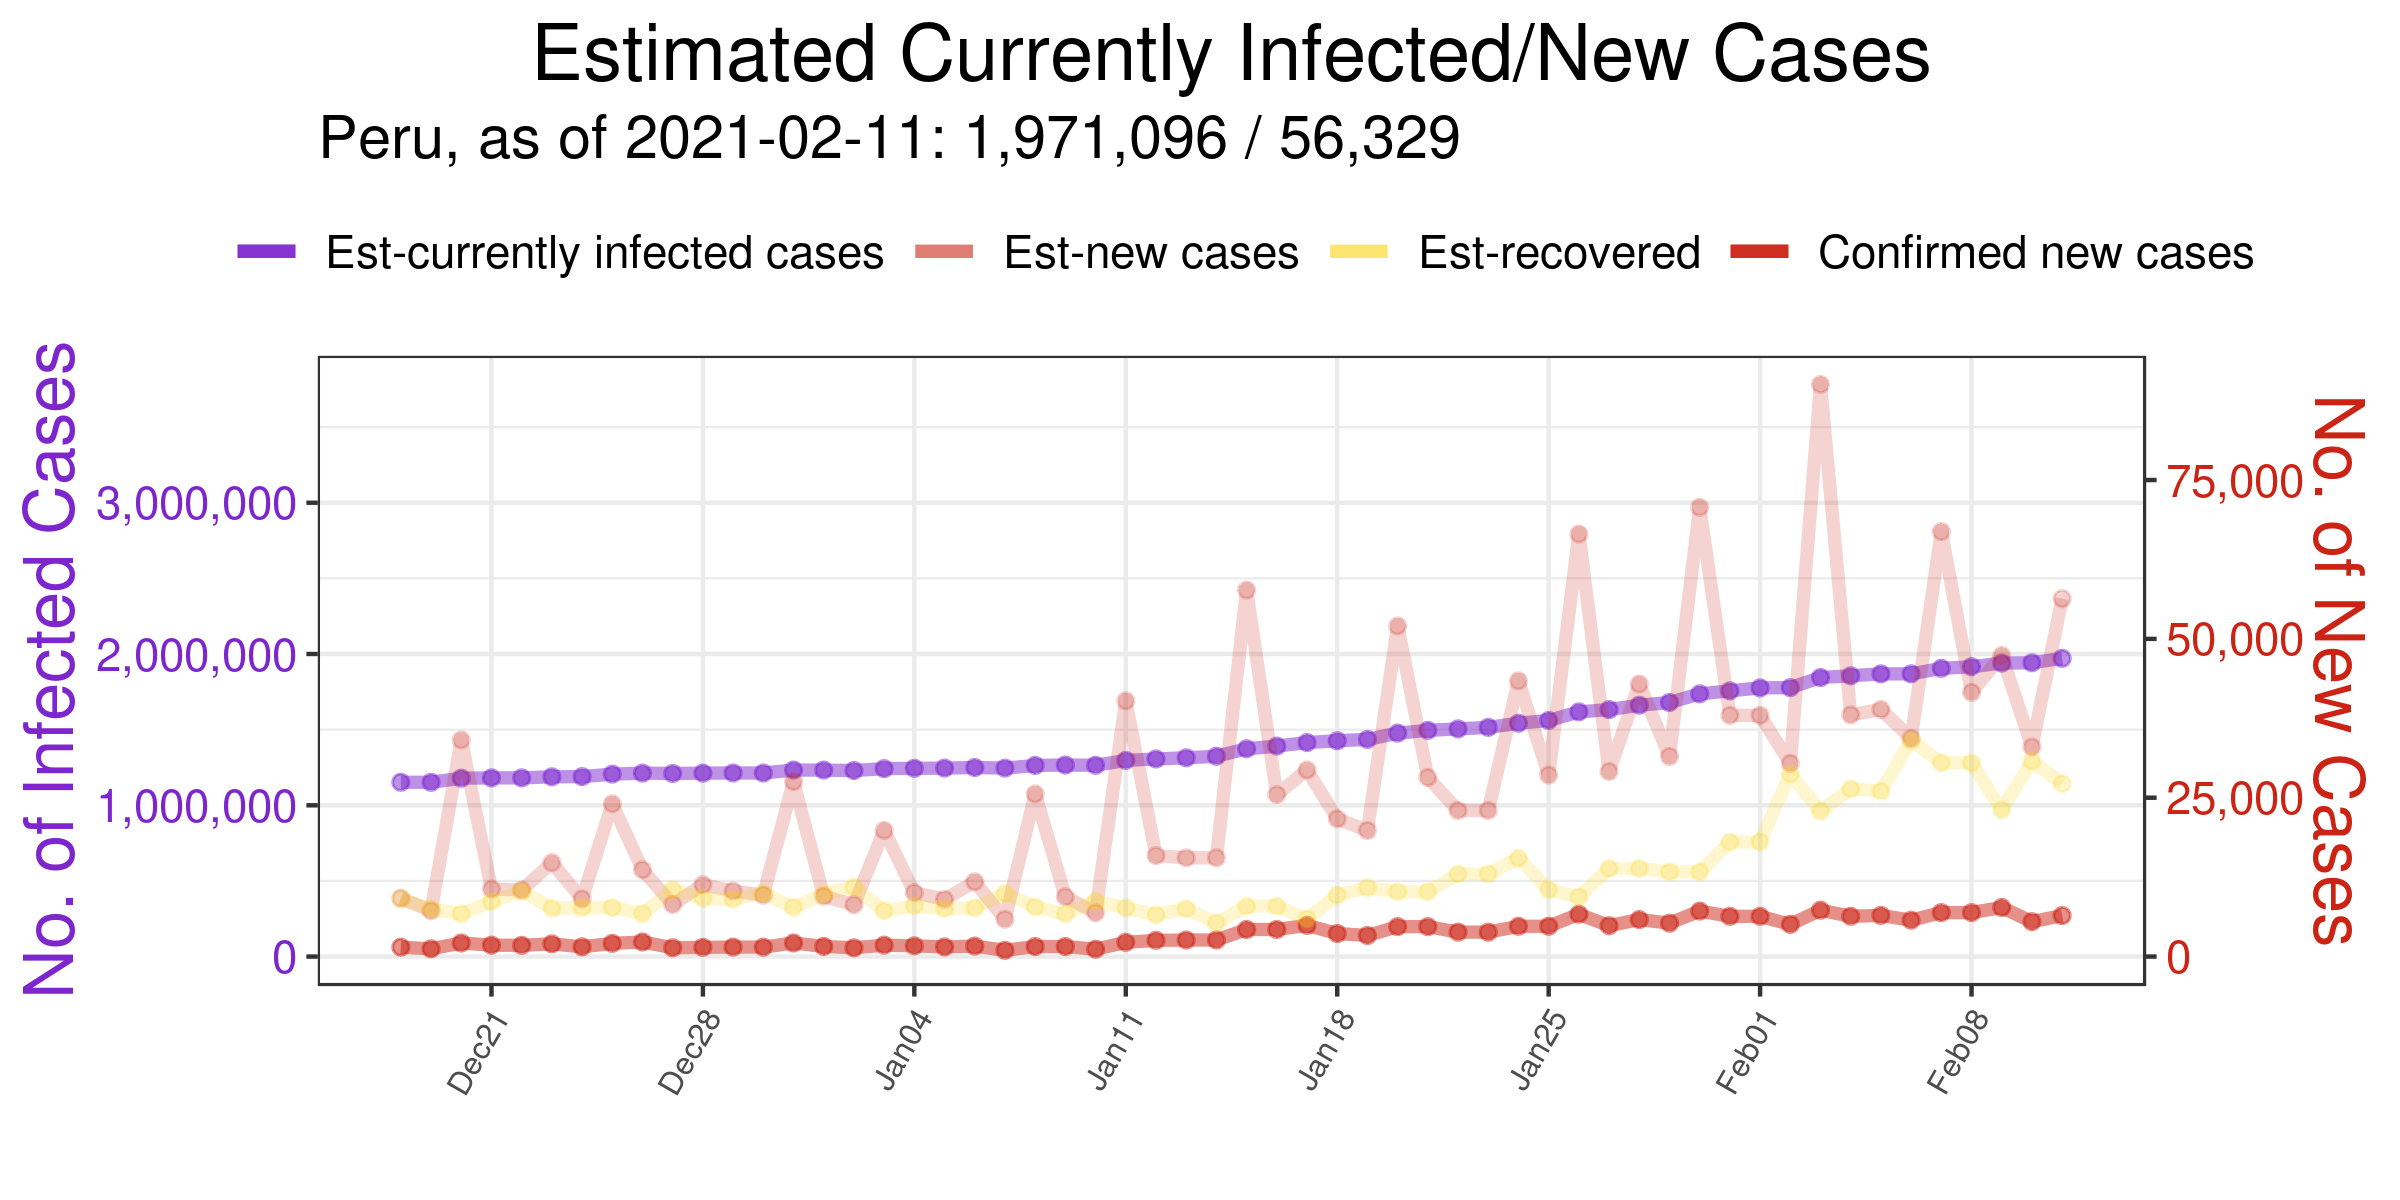 Estimated Currently Infected/New Cases
Peru, as of 2021-02-11: 1,971,096 / 56,329
Est-currently infected cases Est-new cases Est-recovered Confirmed new cases
No. of Infected Cases
3,000,000
2,000,000
1,000,000
0
75,000
50,000
25,000
0
No. of New Cases
Dec21 Dec28 Jan04 Jan11 Jan18 Jan25 Feb01 Feb08